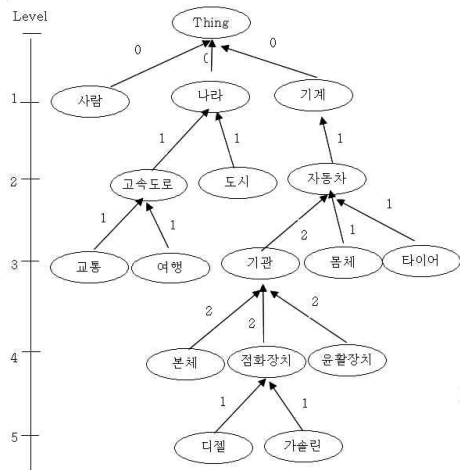 Level
Thing
0
0
0
1
사람
나라
기계
1
1
1
2
고속도로
도시
자동차
1
1
2
1
1
3
교통
여행
기관
몸체
타이어
2
2
2
4
본체
점화장치
윤활장치
1
1
5
디젤
가솔린